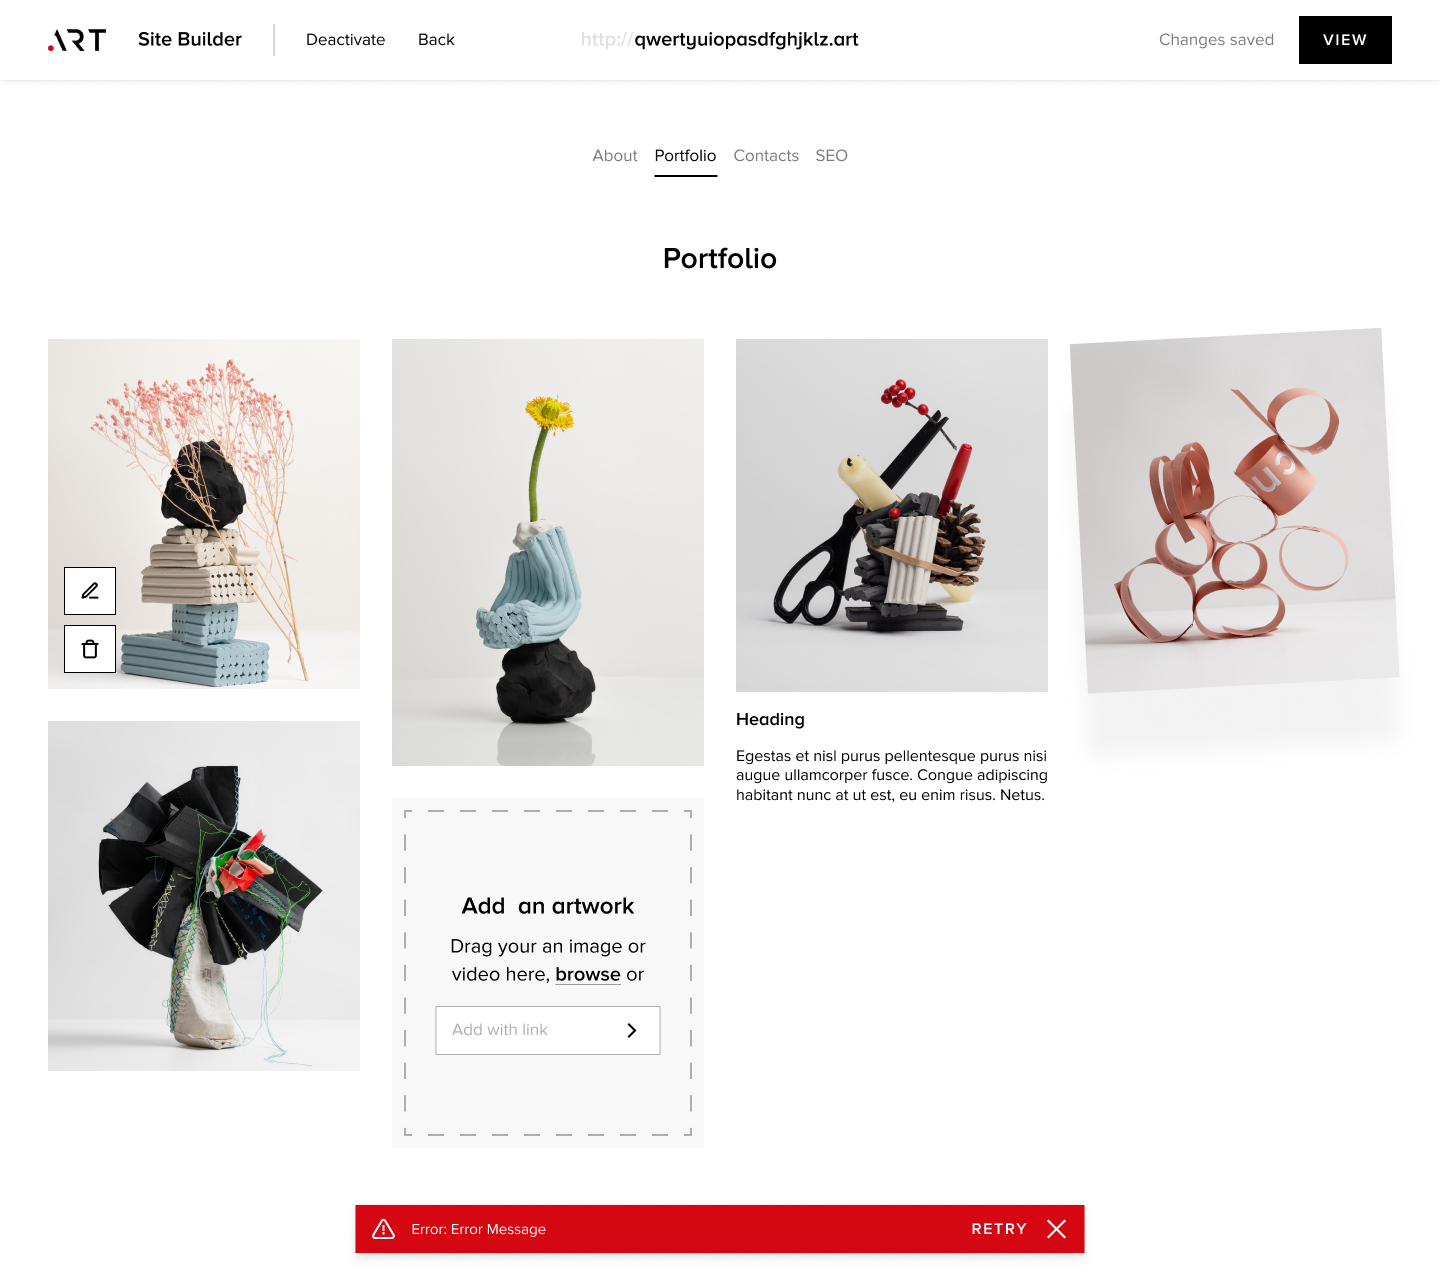 .ART
Site Builder
Deactivate
Back
http://qwertyuiopasdfghjklz.art
Changes saved
VIEW
About
Portfolio
Contacts
SEO
Portfolio
Heading
Egestas et nisl purus pellentesque purus nisi
augue ullamcorper fusce. Congue adipiscing
habitant nunc at ut est, eu enim risus. Netus.
Add  an artwork
Drag your an image or
video here, browse or
Add with link
Error: Error Message
RETRY